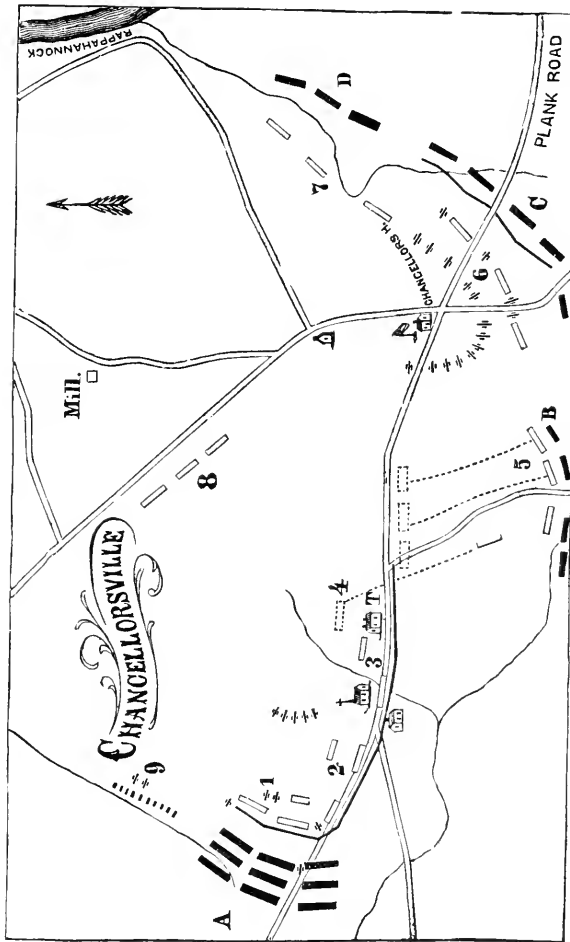 RAPPAHANNOCK
D
PLANK ROAD
7
C
CHANCELLORS H.
6
Mill.
8
B
5
CHANCELLORSVILLE
4
T
3
9
1
2
A